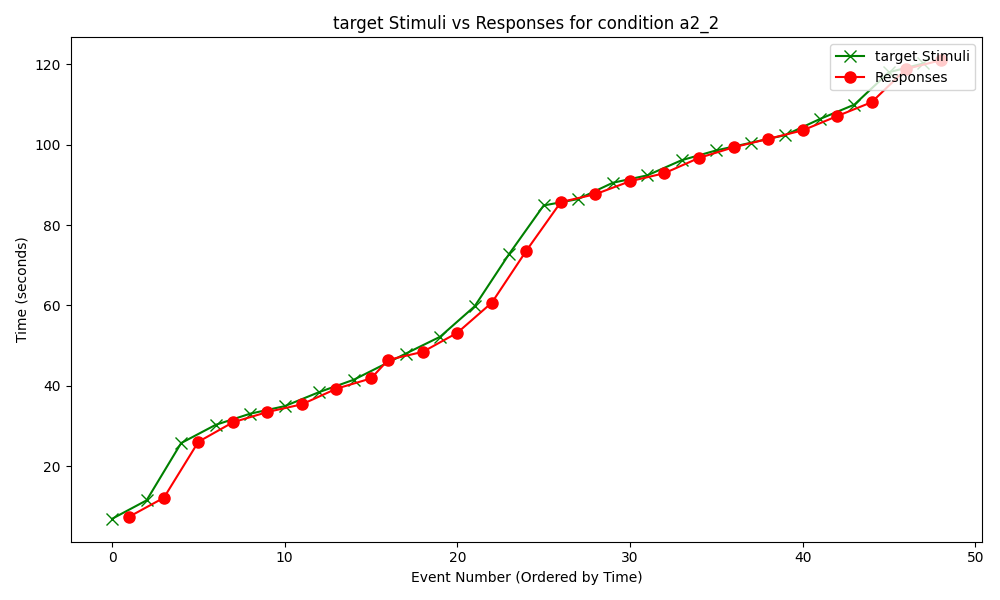 target Stimuli vs Responses for condition a2_2
target Stimuli
Responses
120
100
80
60
40
20
Time (seconds)
0
10
20
30
40
50
Event Number (Ordered by Time)